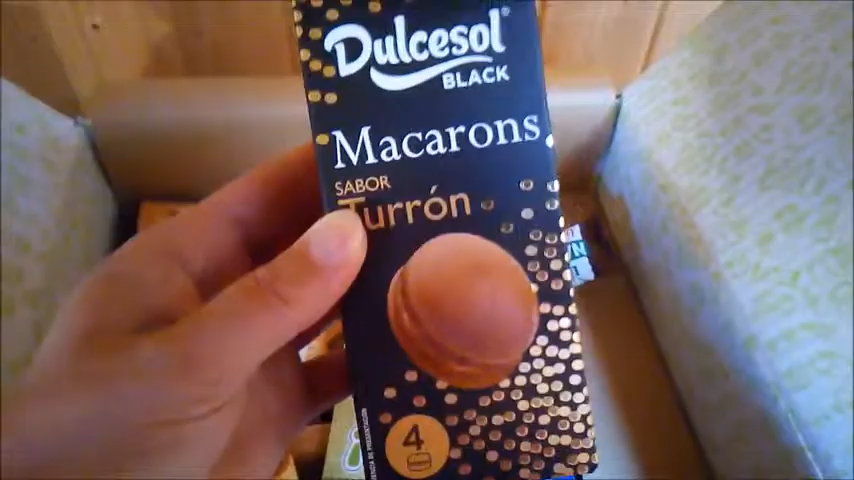 Dulcesol®
BLACK
Macarons
SABOR
Turrón
4